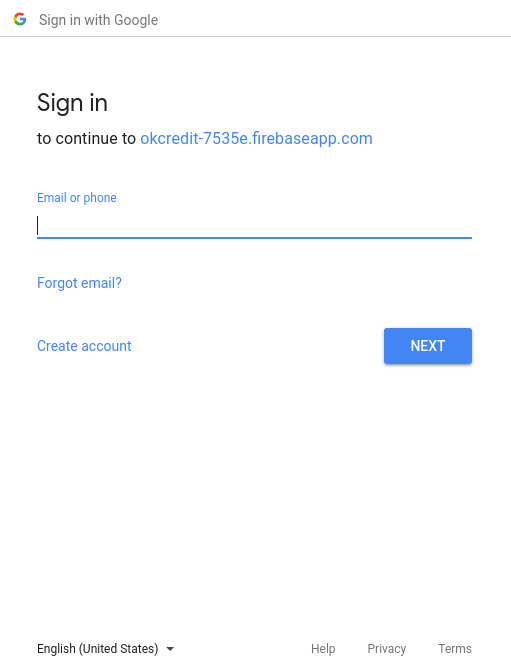 Sign in with Google
Sign in
to continue to okcredit-7535e.firebaseapp.com
Email or phone
Forgot email?
Create account
NEXT
English (United States)
Help
Privacy
Terms